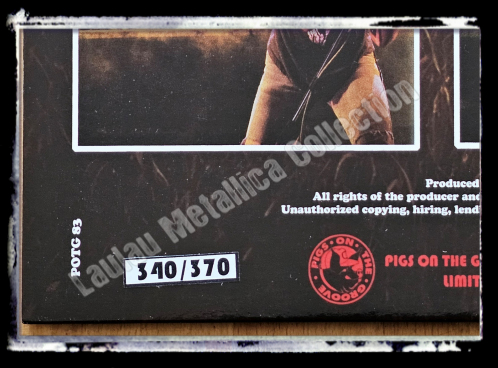 Laulau Metallica Collection
Produced
All rights of the producer and
Unauthorized copying, hiring, lend
POTG 83
340/370
PIGS · ON · THE · GROOVE
PIGS ON THE G
LIMIT